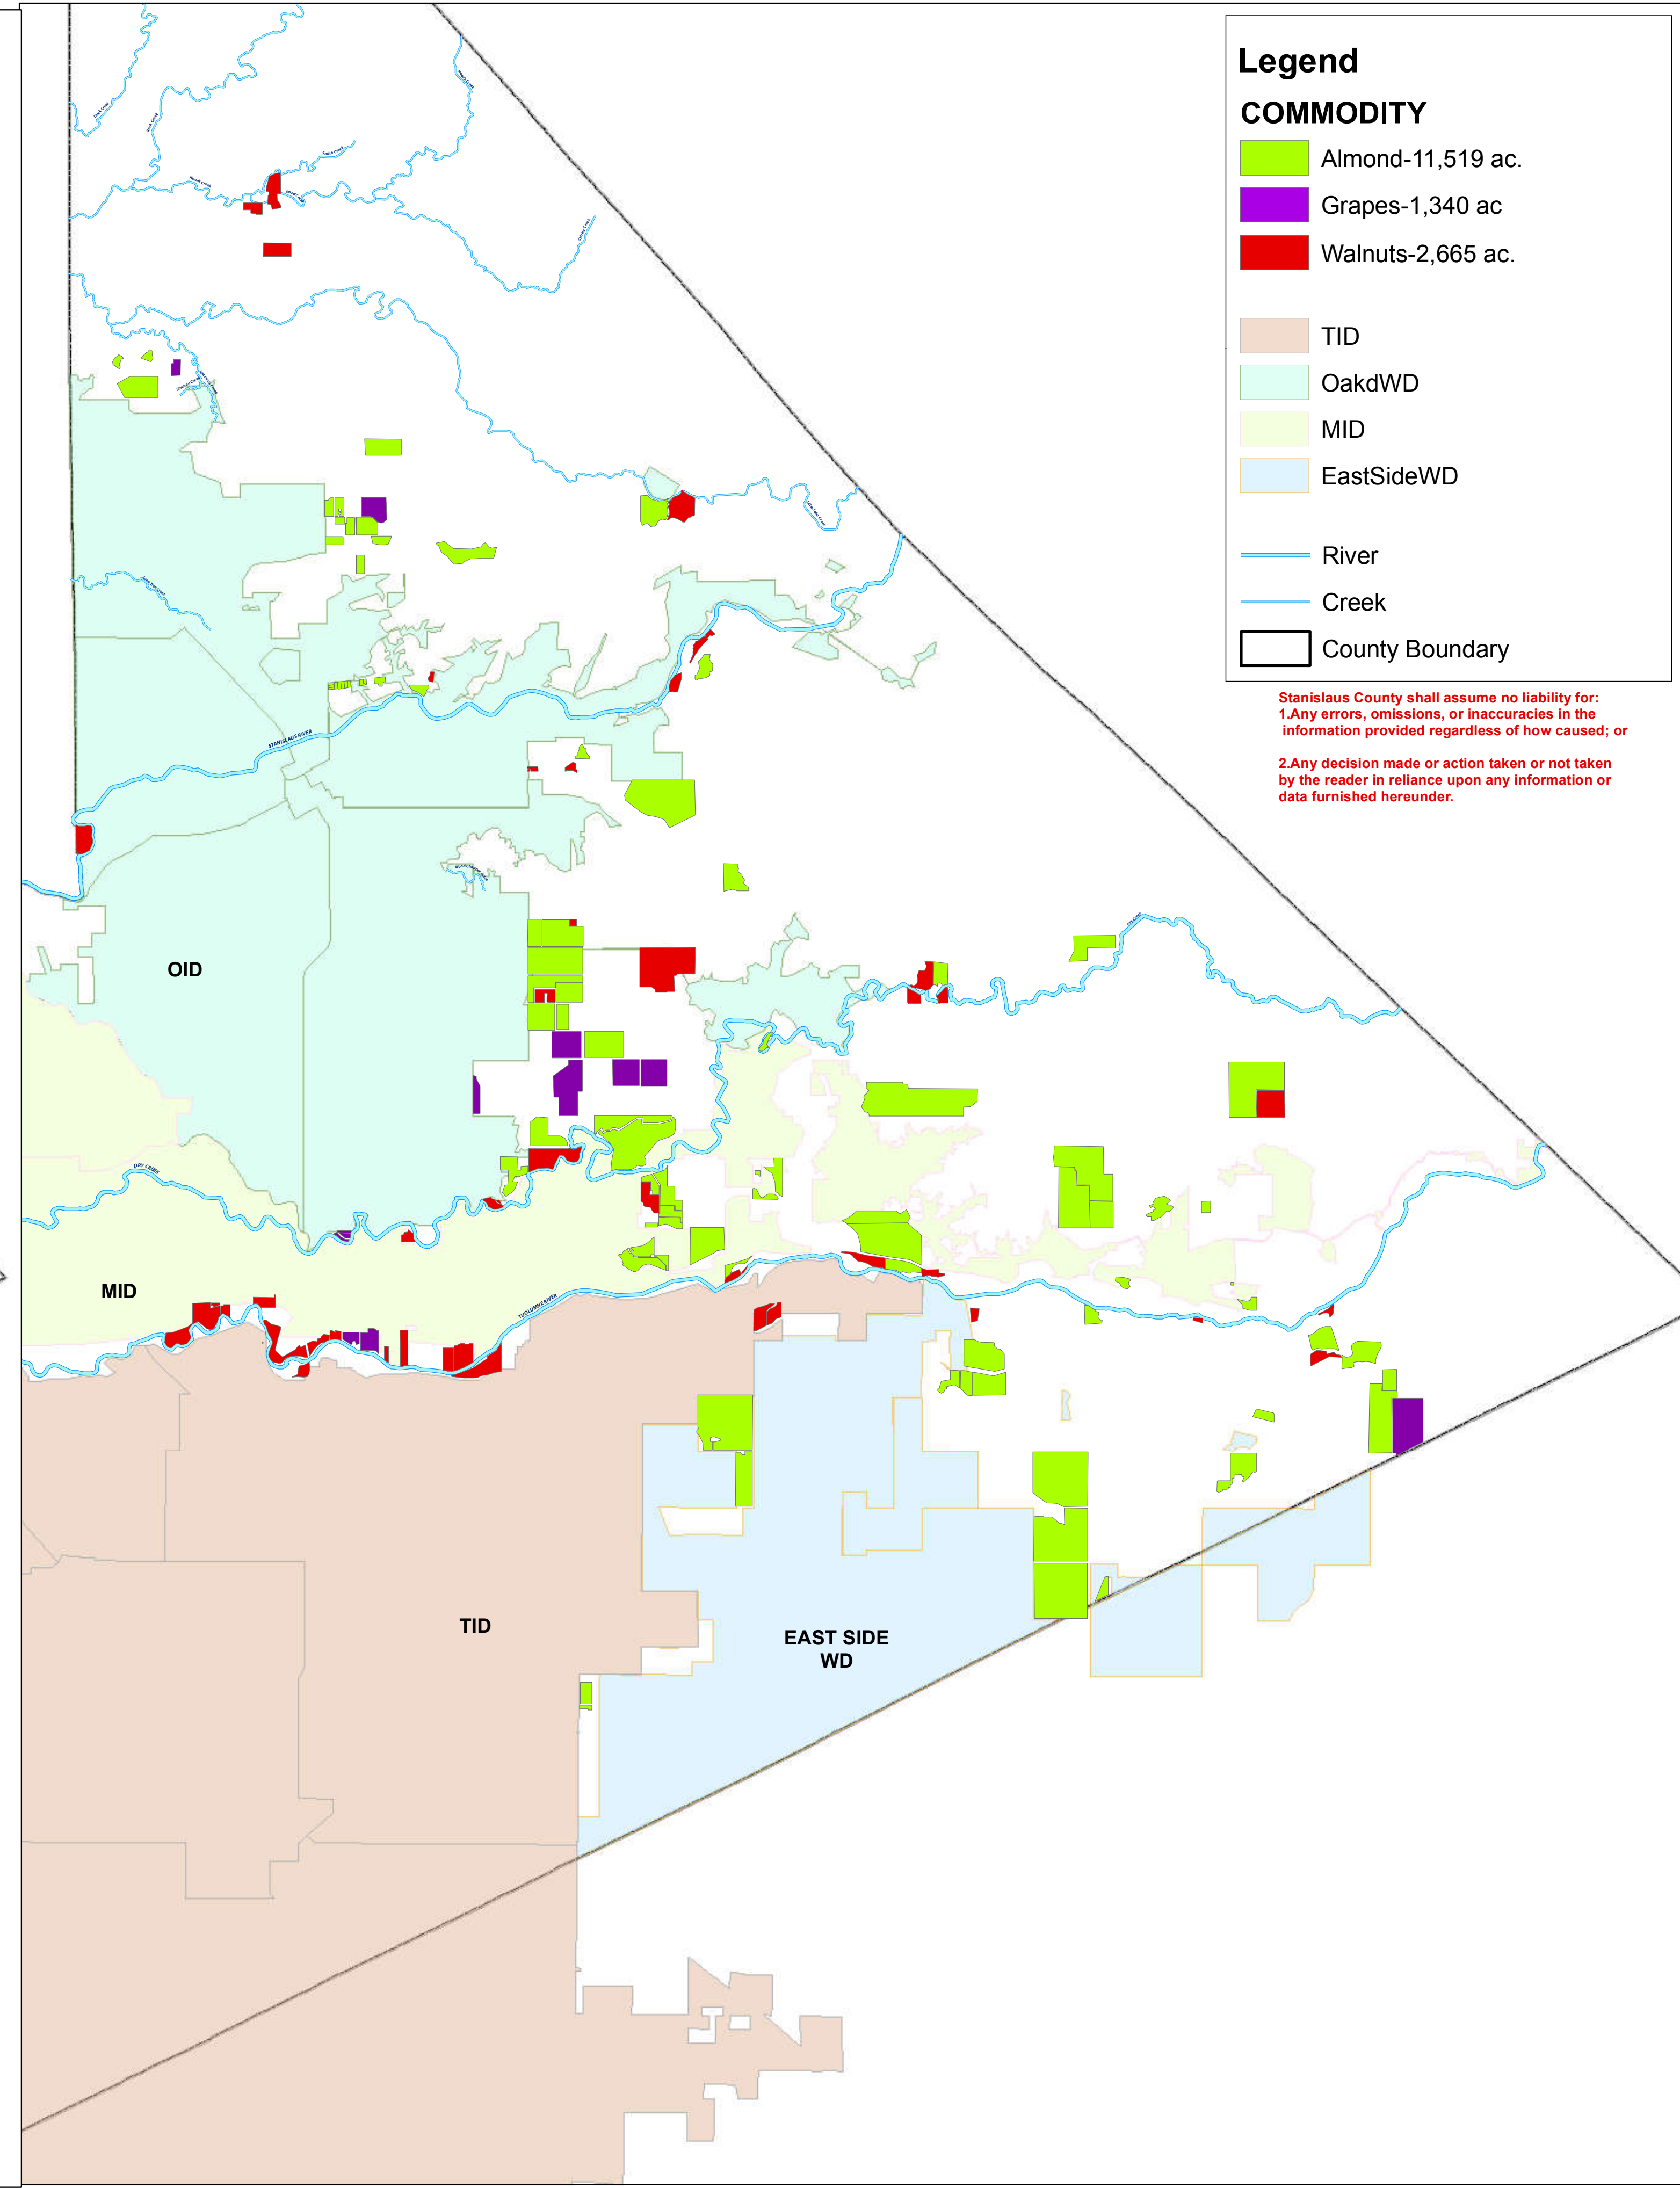 Legend
COMMODITY
Almond-11,519 ac.
Grapes-1,340 ac
Walnuts-2,665 ac.
TID
OakdWD
MID
EastSideWD
River
Creek
County Boundary
Stanislaus County shall assume no liability for:
1.Any errors, omissions, or inaccuracies in the
information provided regardless of how caused; or
2.Any decision made or action taken or not taken
by the reader in reliance upon any information or
data furnished hereunder.
Duck Creek
Hoods Creek
STANISLAUS RIVER
OID
DRY CREEK
MID
TUOLUMNE RIVER
TID
EAST SIDE
WD